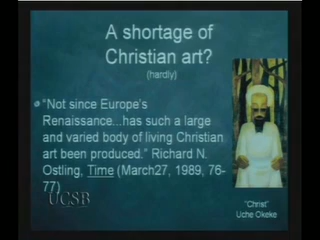 A shortage of
Christian art?
(hardly)
“Not since Europe's
Renaissance...has such a large
and varied body of living Christian
art been produced.” Richard N.
Ostling, Time (March27, 1989, 76-
77)
UCSB
“Christ”
Uche Okeke